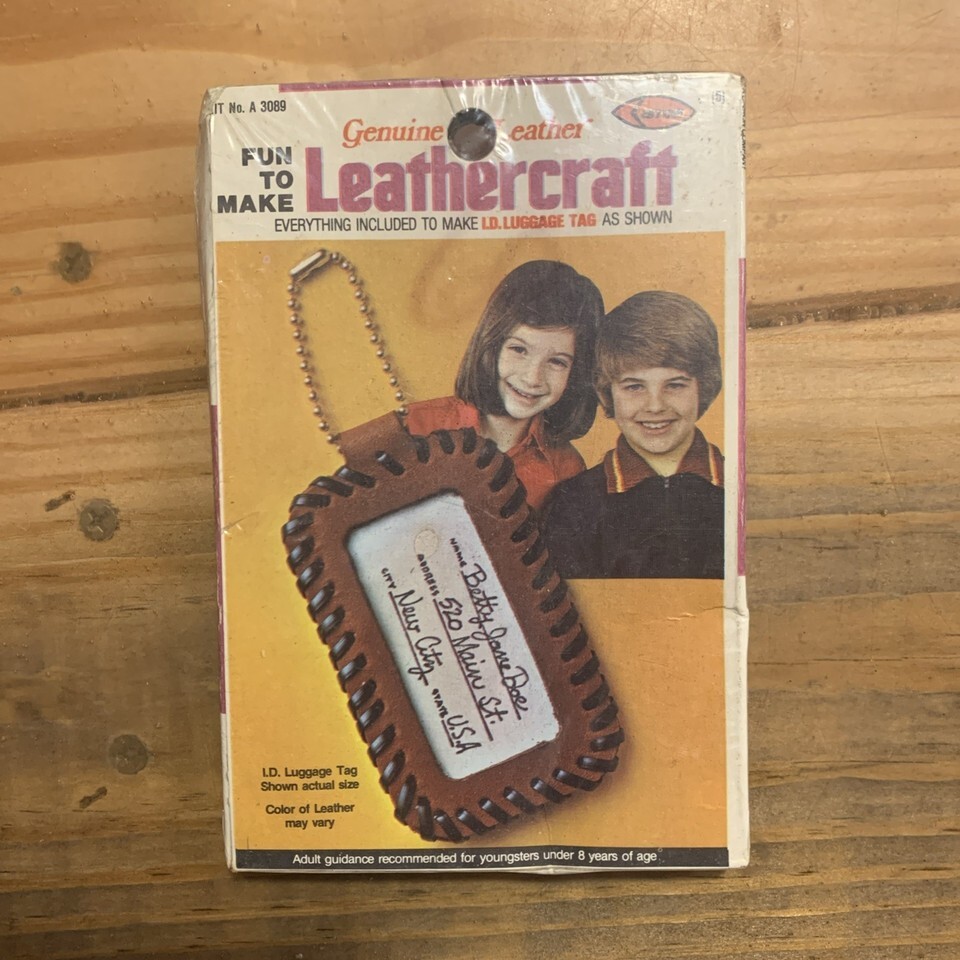 IT No. A 3089
(5)
Genuine Leather
FUN
TO
MAKE
Leathercraft
EVERYTHING INCLUDED TO MAKE I.D. LUGGAGE TAG AS SHOWN
NAME Betty Jane Doe
ADDRESS 520 Main St.
CITY New City STATE U.S.A
I.D. Luggage Tag
Shown actual size
Color of Leather
may vary
Adult guidance recommended for youngsters under 8 years of age